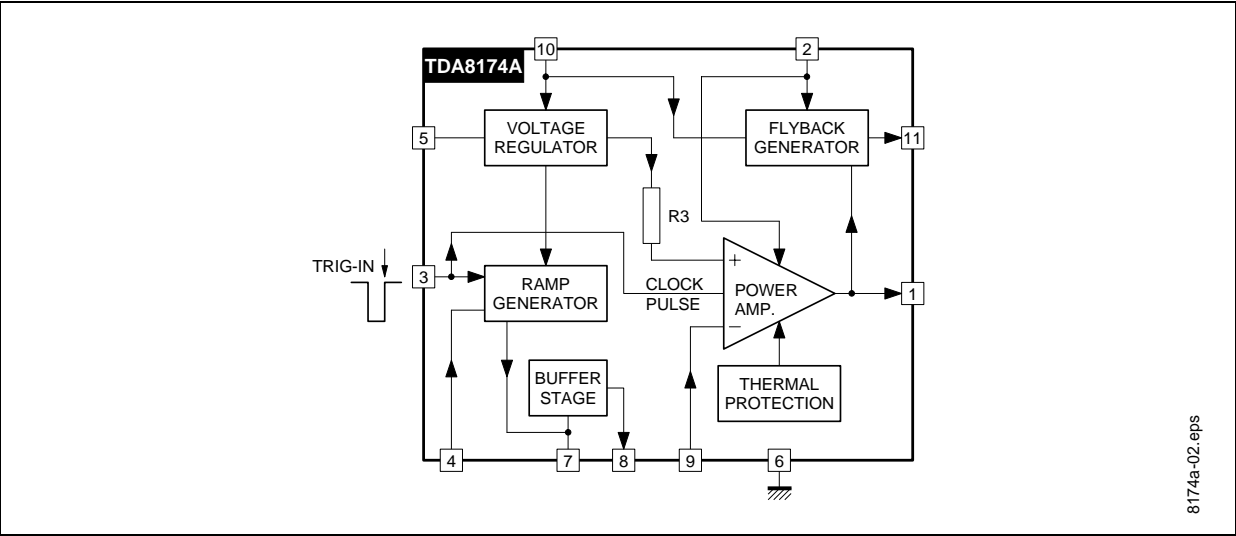 TDA8174A
10
2
VOLTAGE
REGULATOR
FLYBACK
GENERATOR
5
11
R3
TRIG-IN
3
RAMP
GENERATOR
CLOCK
PULSE
+
POWER
AMP.
−
1
BUFFER
STAGE
THERMAL
PROTECTION
4
7
8
9
6
8174a-02.eps